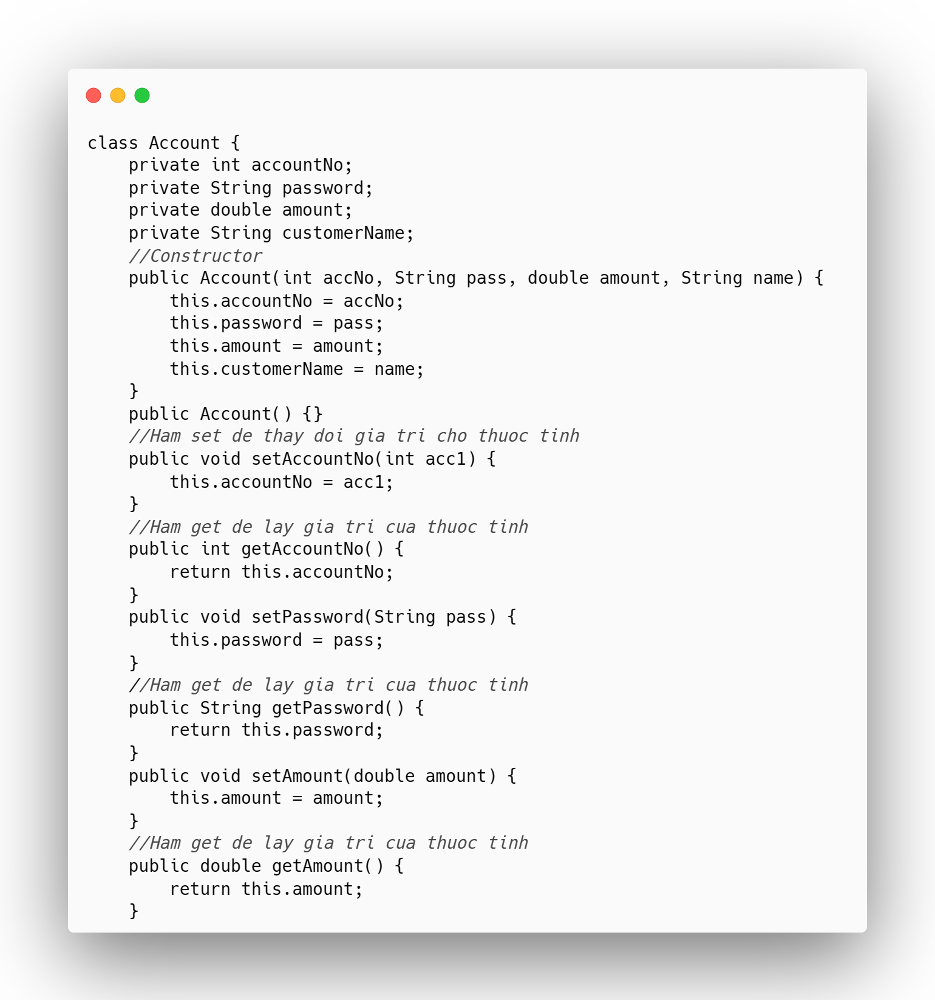 class Account {
    private int accountNo;
    private String password;
    private double amount;
    private String customerName;
    //Constructor
    public Account(int accNo, String pass, double amount, String name) {
        this.accountNo = accNo;
        this.password = pass;
        this.amount = amount;
        this.customerName = name;
    }
    public Account() {}
    //Ham set de thay doi gia tri cho thuoc tinh
    public void setAccountNo(int acc1) {
        this.accountNo = acc1;
    }
    //Ham get de lay gia tri cua thuoc tinh
    public int getAccountNo() {
        return this.accountNo;
    }
    public void setPassword(String pass) {
        this.password = pass;
    }
    //Ham get de lay gia tri cua thuoc tinh
    public String getPassword() {
        return this.password;
    }
    public void setAmount(double amount) {
        this.amount = amount;
    }
    //Ham get de lay gia tri cua thuoc tinh
    public double getAmount() {
        return this.amount;
    }